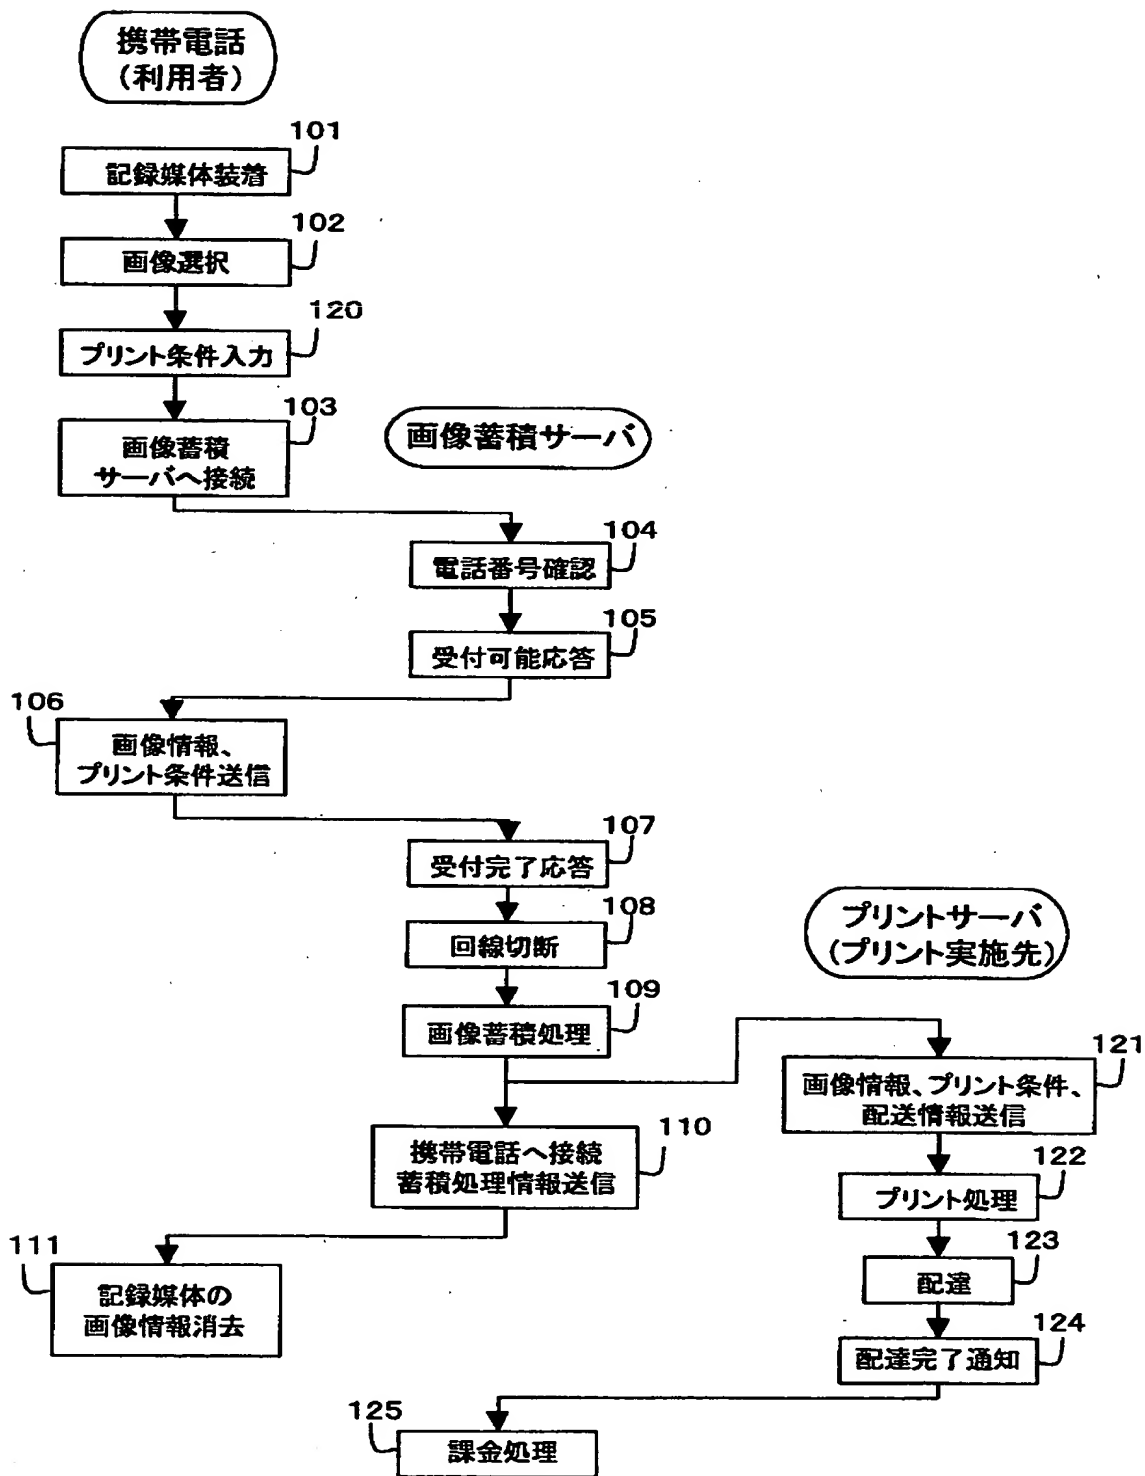 携帯電話
(利用者)
101
記録媒体装着
102
画像選択
120
プリント条件入力
103
画像蓄積
サーバへ接続
画像蓄積サーバ
104
電話番号確認
105
受付可能応答
106
画像情報、
プリント条件送信
107
受付完了応答
108
回線切断
プリントサーバ
(プリント実施先)
109
画像蓄積処理
121
画像情報、プリント条件、
配送情報送信
110
携帯電話へ接続
蓄積処理情報送信
122
プリント処理
111
記録媒体の
画像情報消去
123
配達
124
配達完了通知
125
課金処理